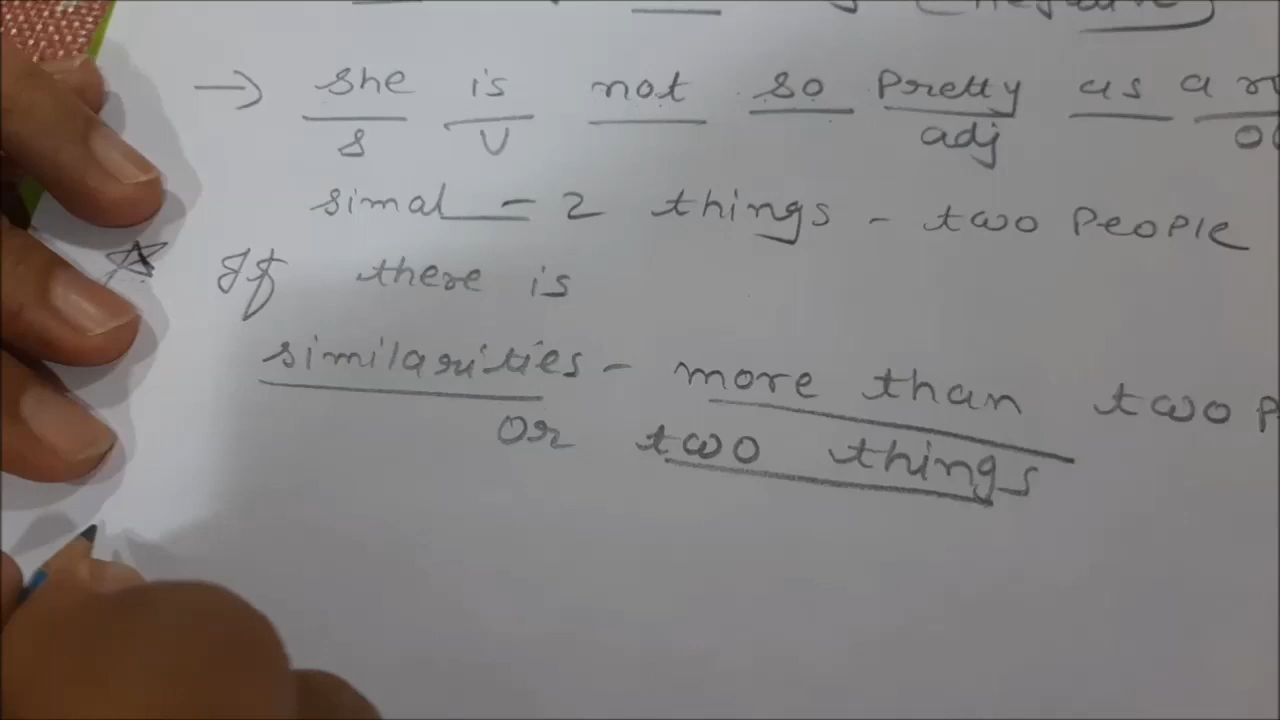 → she is not so Pretty as a
s v adj
simal - 2 things - two People
If there is
similarities - more than two
or two things